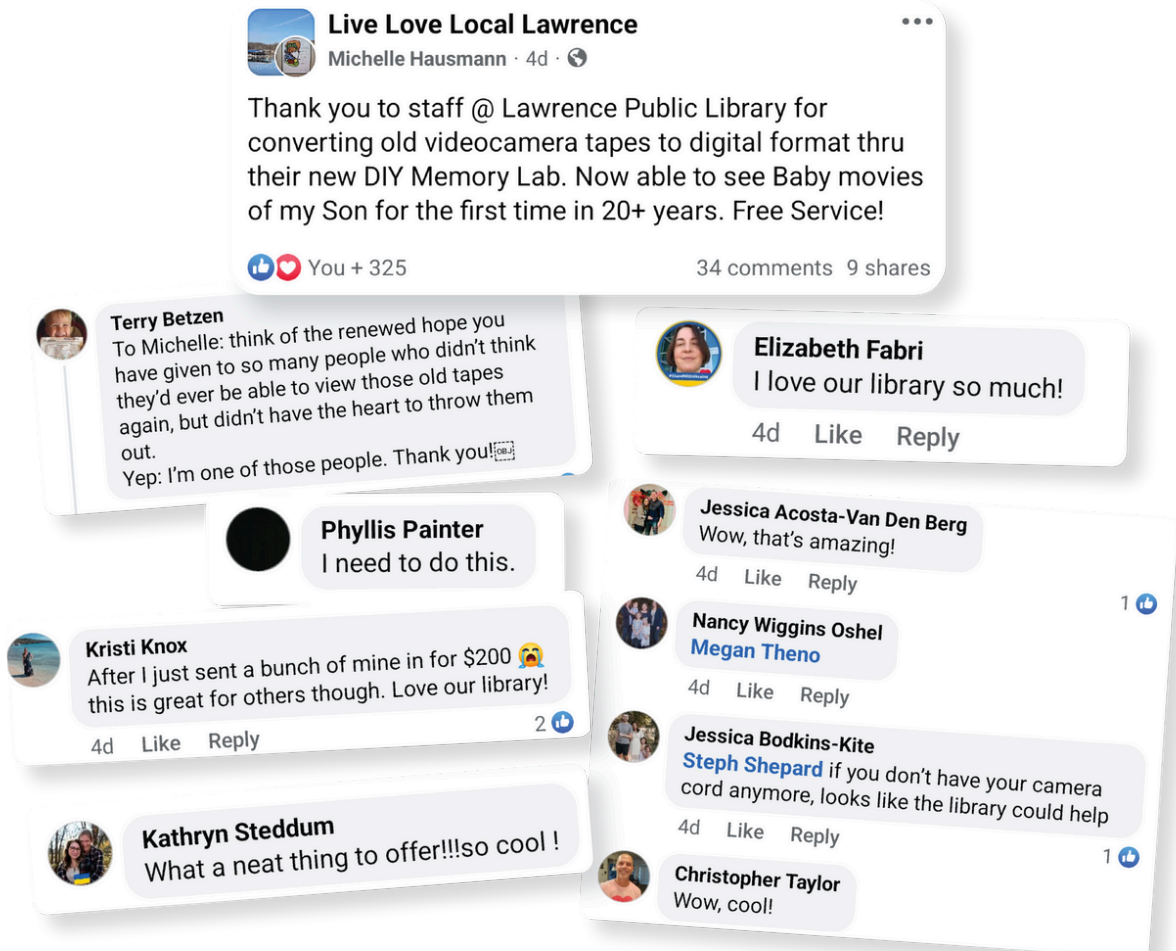 Live Love Local Lawrence
Michelle Hausmann · 4d ·
Thank you to staff @ Lawrence Public Library for
converting old videocamera tapes to digital format thru
their new DIY Memory Lab. Now able to see Baby movies
of my Son for the first time in 20+ years. Free Service!
You + 325
34 comments 9 shares
Terry Betzen
To Michelle: think of the renewed hope you
have given to so many people who didn't think
they'd ever be able to view those old tapes
again, but didn't have the heart to throw them
out.
Yep: I'm one of those people. Thank you!OBJ
Phyllis Painter
I need to do this.
Kristi Knox
After I just sent a bunch of mine in for $200 😭
this is great for others though. Love our library!
2
4d Like Reply
Kathryn Steddum
What a neat thing to offer!!!so cool !
Elizabeth Fabri
I love our library so much!
4d Like Reply
Jessica Acosta-Van Den Berg
Wow, that's amazing!
4d Like Reply
1
Nancy Wiggins Oshel
Megan Theno
4d Like Reply
Jessica Bodkins-Kite
Steph Shepard if you don't have your camera
cord anymore, looks like the library could help
4d Like Reply
1
Christopher Taylor
Wow, cool!